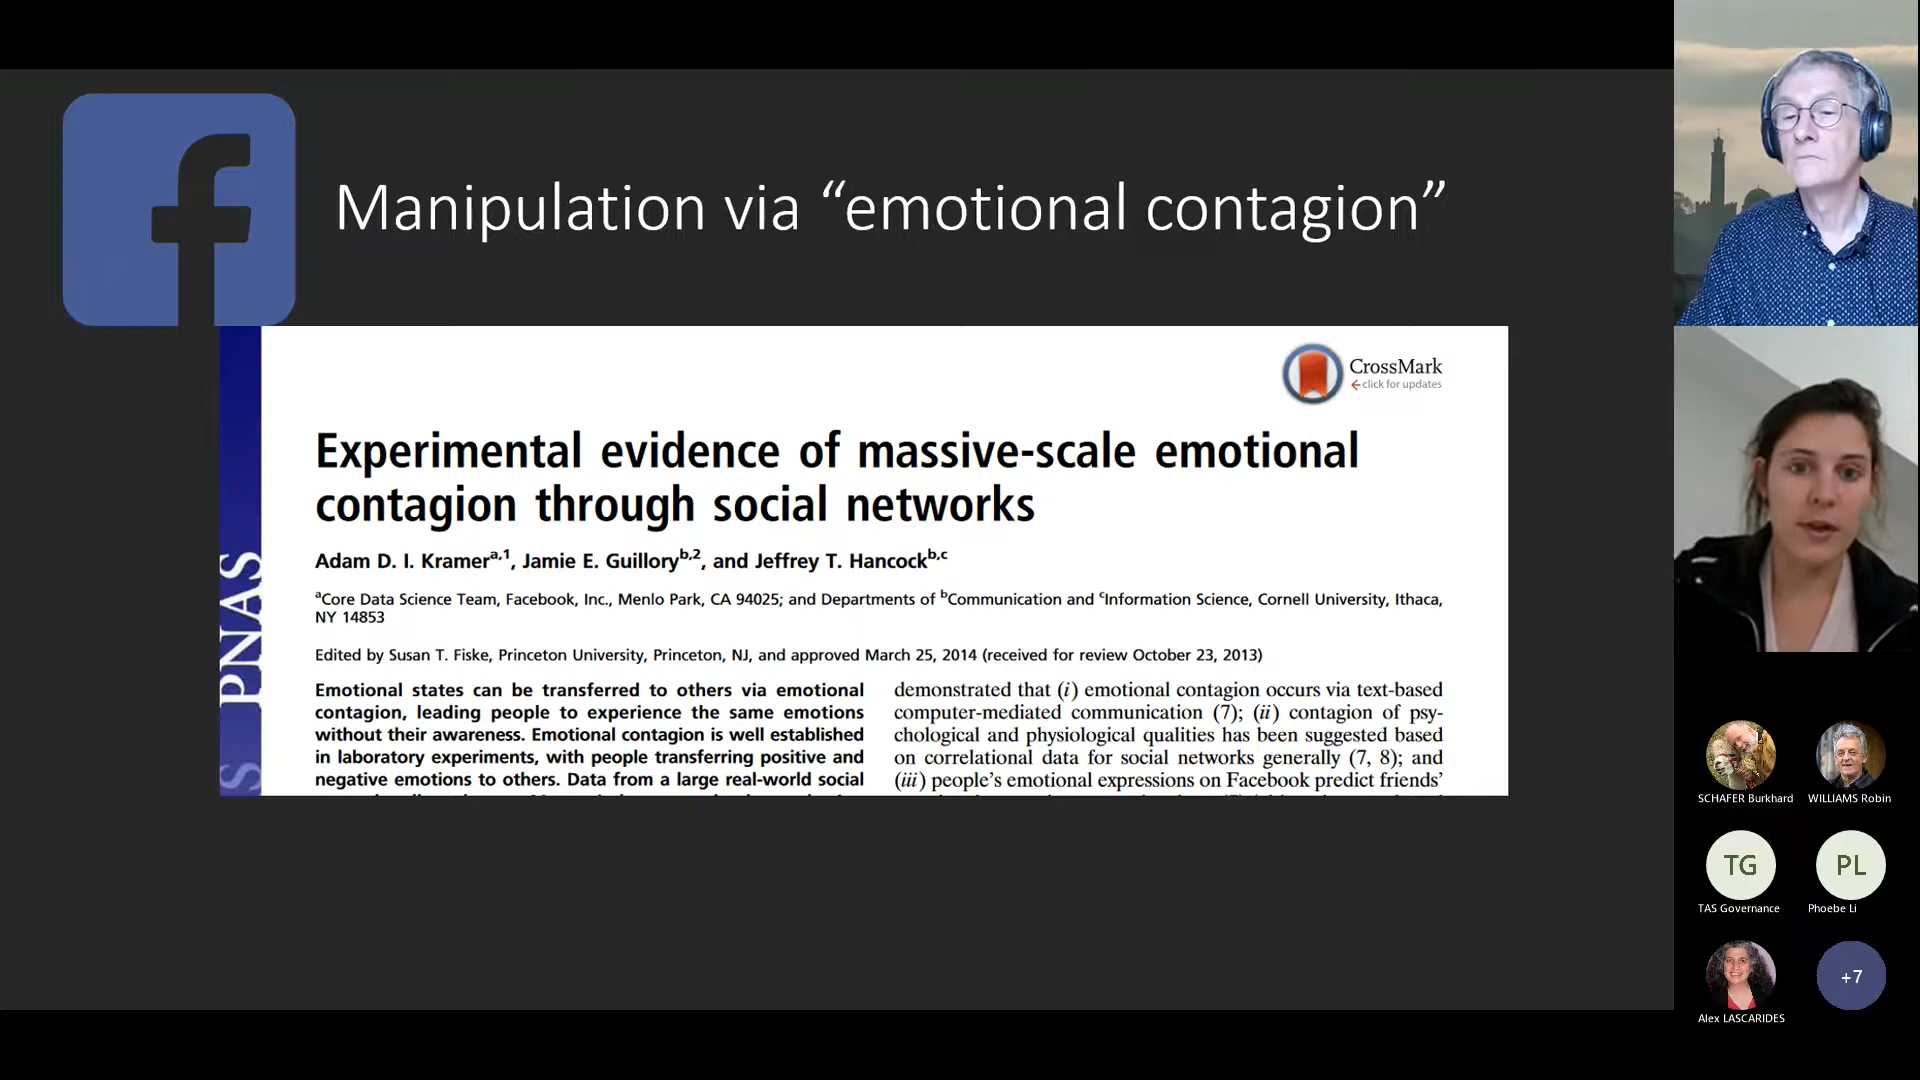 Manipulation via “emotional contagion”
CrossMark
click for updates
Experimental evidence of massive-scale emotional
contagion through social networks
Adam D. I. Kramera,1, Jamie E. Guilloryb,2, and Jeffrey T. Hancockb,c
aCore Data Science Team, Facebook, Inc., Menlo Park, CA 94025; and Departments of bCommunication and cInformation Science, Cornell University, Ithaca,
NY 14853
Edited by Susan T. Fiske, Princeton University, Princeton, NJ, and approved March 25, 2014 (received for review October 23, 2013)
Emotional states can be transferred to others via emotional
contagion, leading people to experience the same emotions
without their awareness. Emotional contagion is well established
in laboratory experiments, with people transferring positive and
negative emotions to others. Data from a large real-world social
demonstrated that (i) emotional contagion occurs via text-based
computer-mediated communication (7); (ii) contagion of psy-
chological and physiological qualities has been suggested based
on correlational data for social networks generally (7, 8); and
(iii) people’s emotional expressions on Facebook predict friends’
PNAS
S
SCHAFER Burkhard
WILLIAMS Robin
TG
PL
TAS Governance
Phoebe Li
+7
Alex LASCARIDES